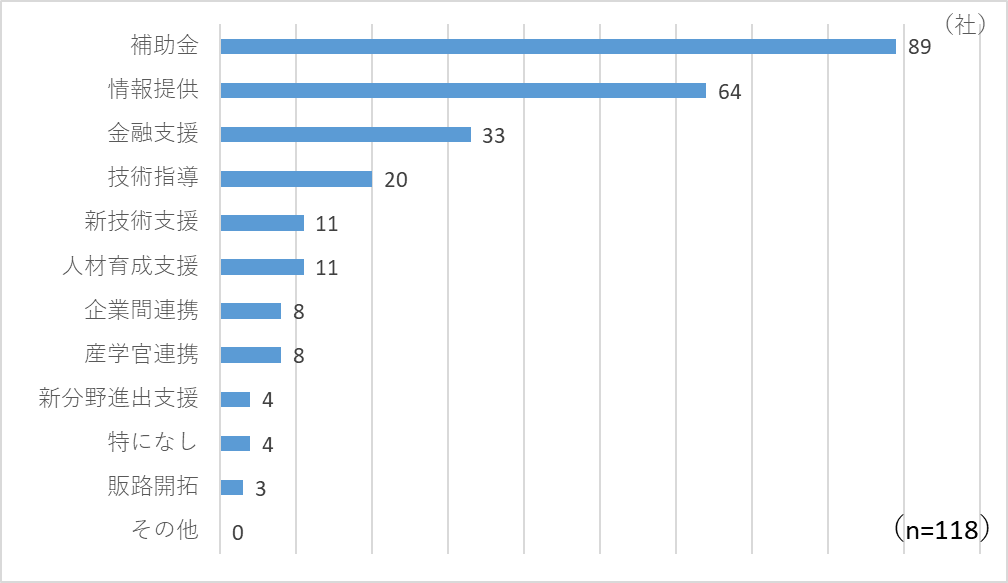 （社）
補助金 89
情報提供 64
金融支援 33
技術指導 20
新技術支援 11
人材育成支援 11
企業間連携 8
産学官連携 8
新分野進出支援 4
特になし 4
販路開拓 3
その他 0
（n=118）